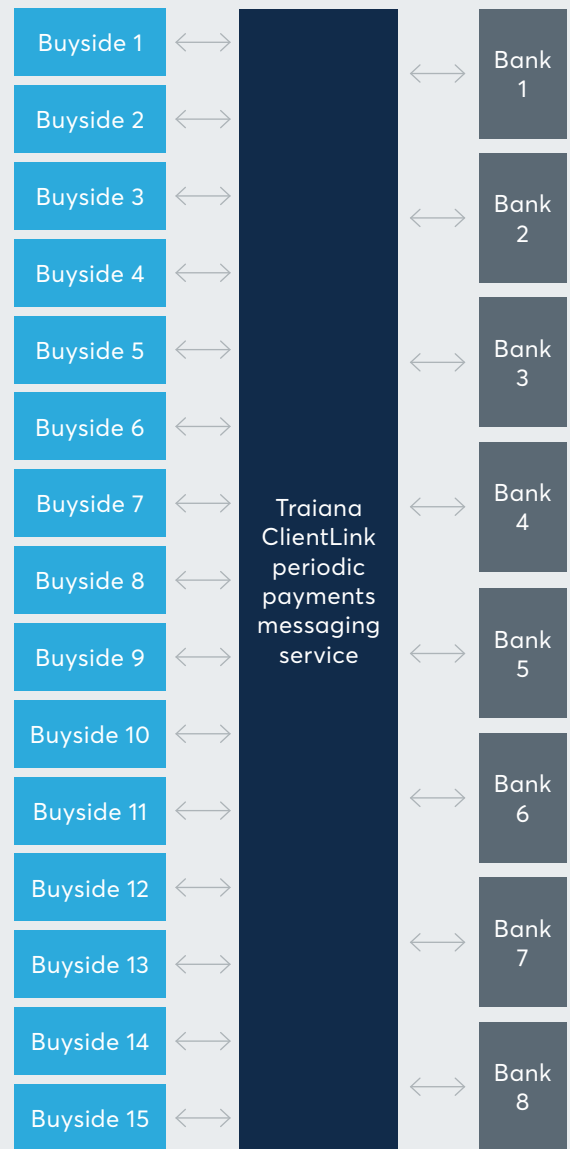 Buyside 1
Buyside 2
Buyside 3
Buyside 4
Buyside 5
Buyside 6
Buyside 7
Buyside 8
Buyside 9
Buyside 10
Buyside 11
Buyside 12
Buyside 13
Buyside 14
Buyside 15
Traiana
ClientLink
periodic
payments
messaging
service
Bank
1
Bank
2
Bank
3
Bank
4
Bank
5
Bank
6
Bank
7
Bank
8